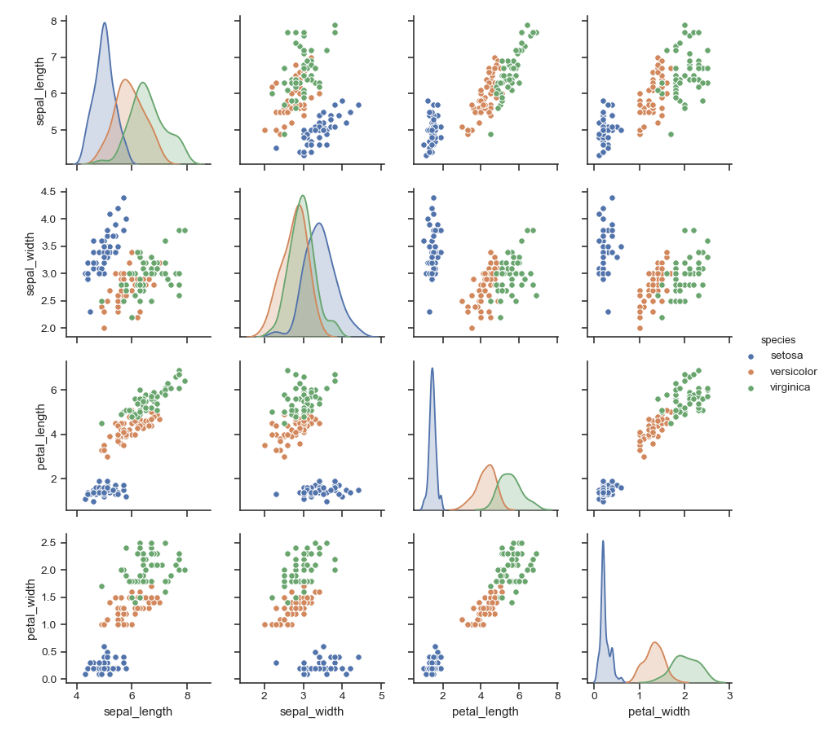 sepal_length
8
7
6
5
sepal_width
4.5
4.0
3.5
3.0
2.5
2.0
species
setosa
versicolor
virginica
petal_length
6
4
2
petal_width
2.5
2.0
1.5
1.0
0.5
0.0
4 6 8 2 3 4 5 2 4 6 8 0 1 2 3
sepal_length sepal_width petal_length petal_width